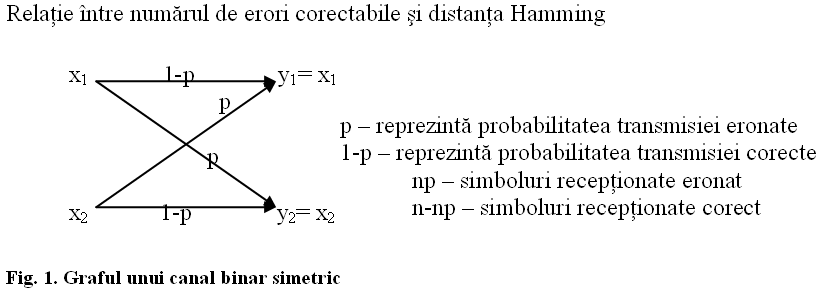 Relație între numărul de erori corectabile şi distanța Hamming
x1 1-p y1= x1
p
p – reprezintă probabilitatea transmisiei eronate
1-p – reprezintă probabilitatea transmisiei corecte
p
np – simboluri recepționate eronat
x2 1-p y2= x2
n-np – simboluri recepționate corect
Fig. 1. Graful unui canal binar simetric